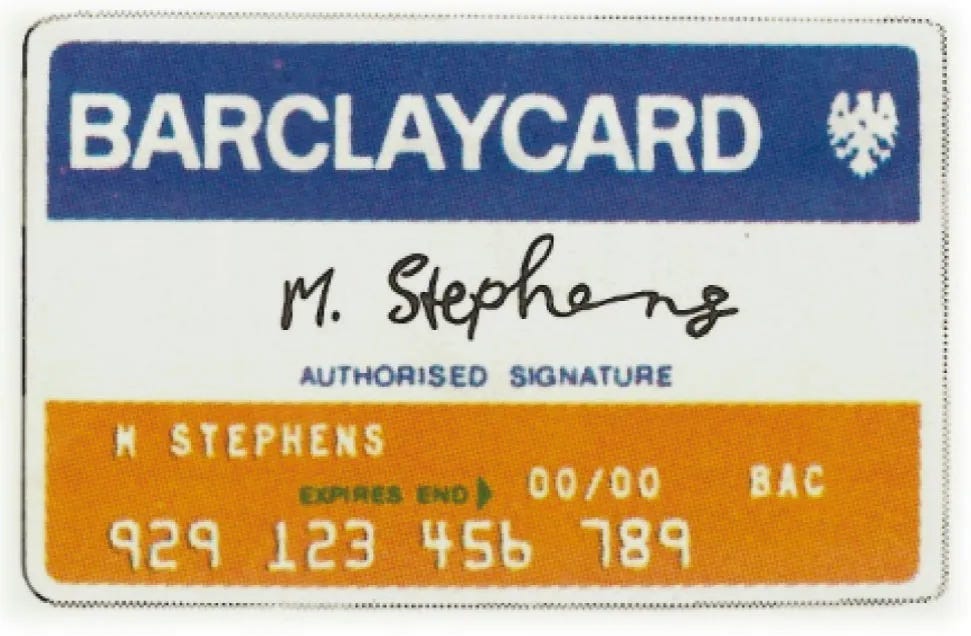 BARCLAYCARD
M. Stephens
AUTHORISED SIGNATURE
M STEPHENS
EXPIRES END 00/00 BAC
929 123 456 789